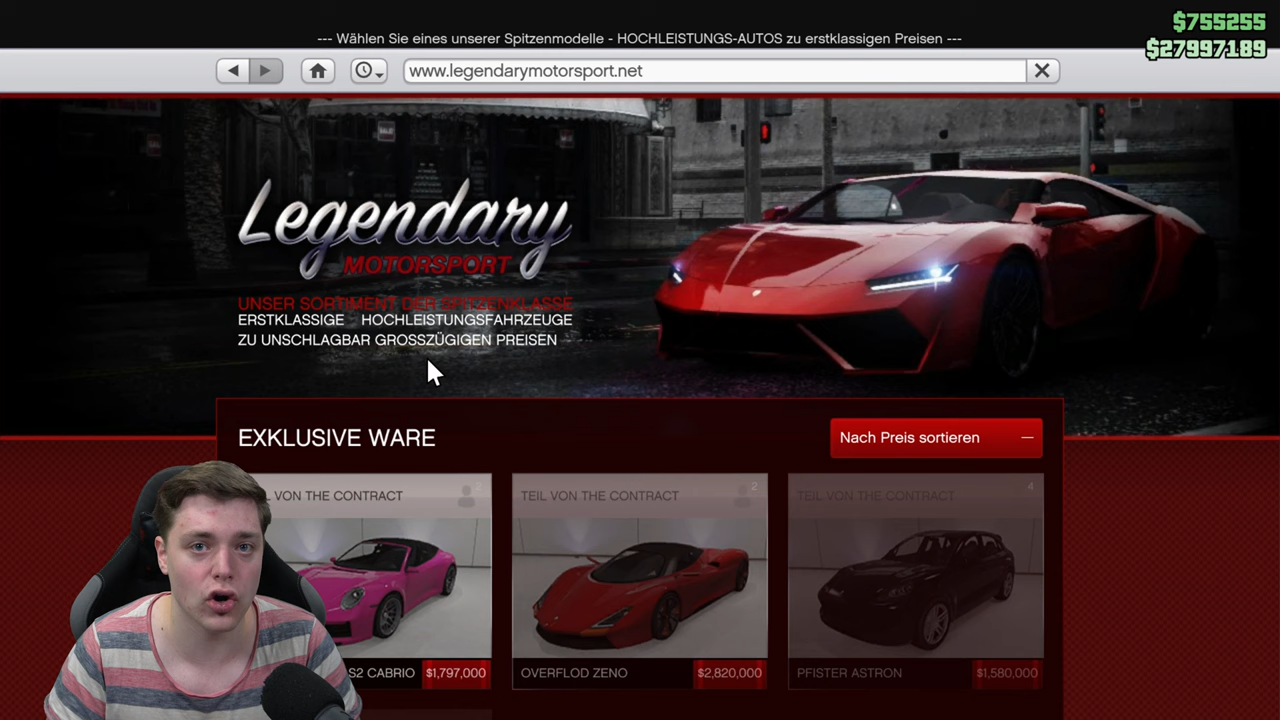 $755255
--- Wählen Sie eines unserer Spitzenmodelle - HOCHLEISTUNGS-AUTOS zu erstklassigen Preisen ---
$27997189
www.legendarymotorsport.net
Legendary
MOTORSPORT
UNSER SORTIMENT DER SPITZENKLASSE
ERSTKLASSIGE HOCHLEISTUNGSFAHRZEUGE
ZU UNSCHLAGBAR GROSSZÜGIGEN PREISEN
EXKLUSIVE WARE
Nach Preis sortieren
VON THE CONTRACT
2
TEIL VON THE CONTRACT
2
TEIL VON THE CONTRACT
4
S2 CABRIO
$1,797,000
OVERFLOD ZENO
$2,820,000
PFISTER ASTRON
$1,580,000